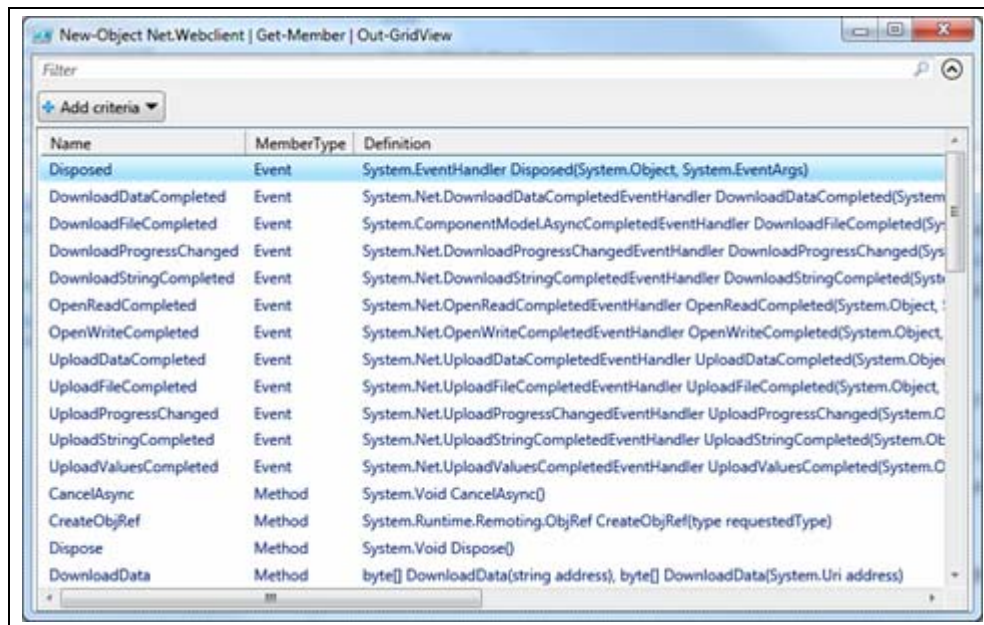 New-Object Net.Webclient | Get-Member | Out-GridView
Filter
Add criteria
Name MemberType Definition
Disposed Event System.EventHandler Disposed(System.Object, System.EventArgs)
DownloadDataCompleted Event System.Net.DownloadDataCompletedEventHandler DownloadDataCompleted(System
DownloadFileCompleted Event System.ComponentModel.AsyncCompletedEventHandler DownloadFileCompleted(Sy
DownloadProgressChanged Event System.Net.DownloadProgressChangedEventHandler DownloadProgressChanged(Sys
DownloadStringCompleted Event System.Net.DownloadStringCompletedEventHandler DownloadStringCompleted(Syst
OpenReadCompleted Event System.Net.OpenReadCompletedEventHandler OpenReadCompleted(System.Object,
OpenWriteCompleted Event System.Net.OpenWriteCompletedEventHandler OpenWriteCompleted(System.Object,
UploadDataCompleted Event System.Net.UploadDataCompletedEventHandler UploadDataCompleted(System.Obje
UploadFileCompleted Event System.Net.UploadFileCompletedEventHandler UploadFileCompleted(System.Object,
UploadProgressChanged Event System.Net.UploadProgressChangedEventHandler UploadProgressChanged(System.O
UploadStringCompleted Event System.Net.UploadStringCompletedEventHandler UploadStringCompleted(System.Ob
UploadValuesCompleted Event System.Net.UploadValuesCompletedEventHandler UploadValuesCompleted(System.O
CancelAsync Method System.Void CancelAsync()
CreateObjRef Method System.Runtime.Remoting.ObjRef CreateObjRef(type requestedType)
Dispose Method System.Void Dispose()
DownloadData Method byte[] DownloadData(string address), byte[] DownloadData(System.Uri address)